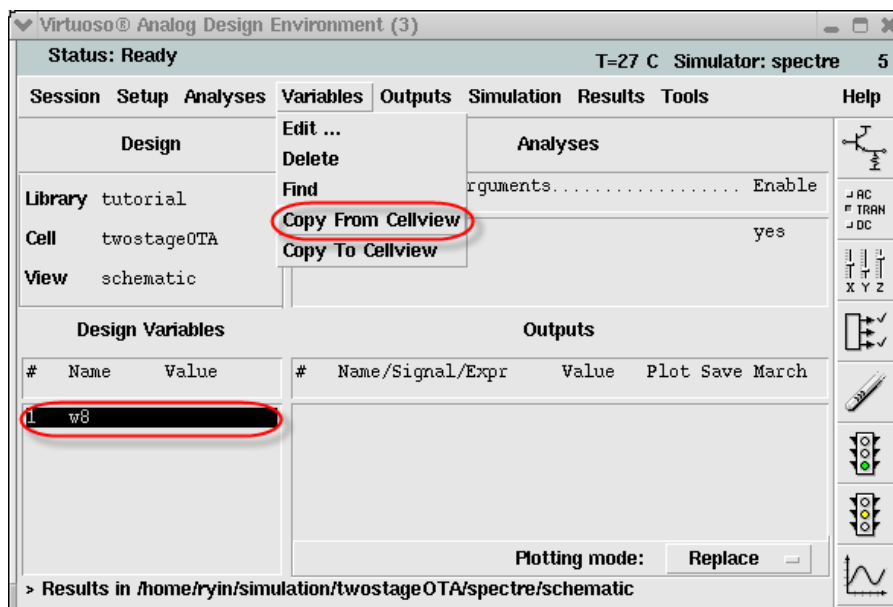 Virtuoso® Analog Design Environment (3)
Status: Ready
T=27 C Simulator: spectre 5
Session Setup Analyses Variables Outputs Simulation Results Tools Help
Edit ...
Delete
Find
Copy From Cellview
Copy To Cellview
Design
Library tutorial
Cell twostageOTA
View schematic
Analyses
rguments.................. Enable
yes
AC
TRAN
DC
X Y Z
Design Variables
# Name Value
1 w8
Outputs
# Name/Signal/Expr Value Plot Save March
Plotting mode: Replace
> Results in /home/ryin/simulation/twostageOTA/spectre/schematic